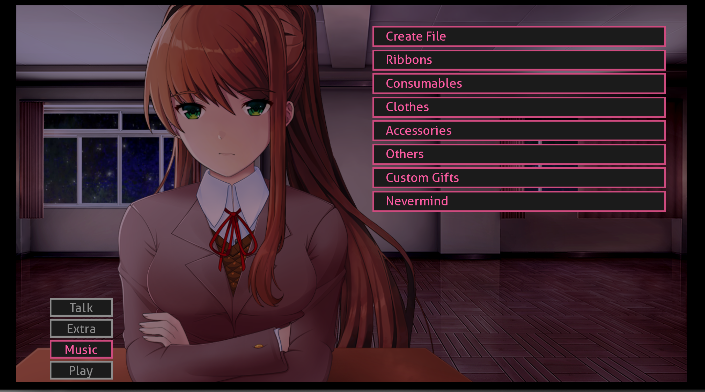 Create File
Ribbons
Consumables
Clothes
Accessories
Others
Custom Gifts
Nevermind
Talk
Extra
Music
Play